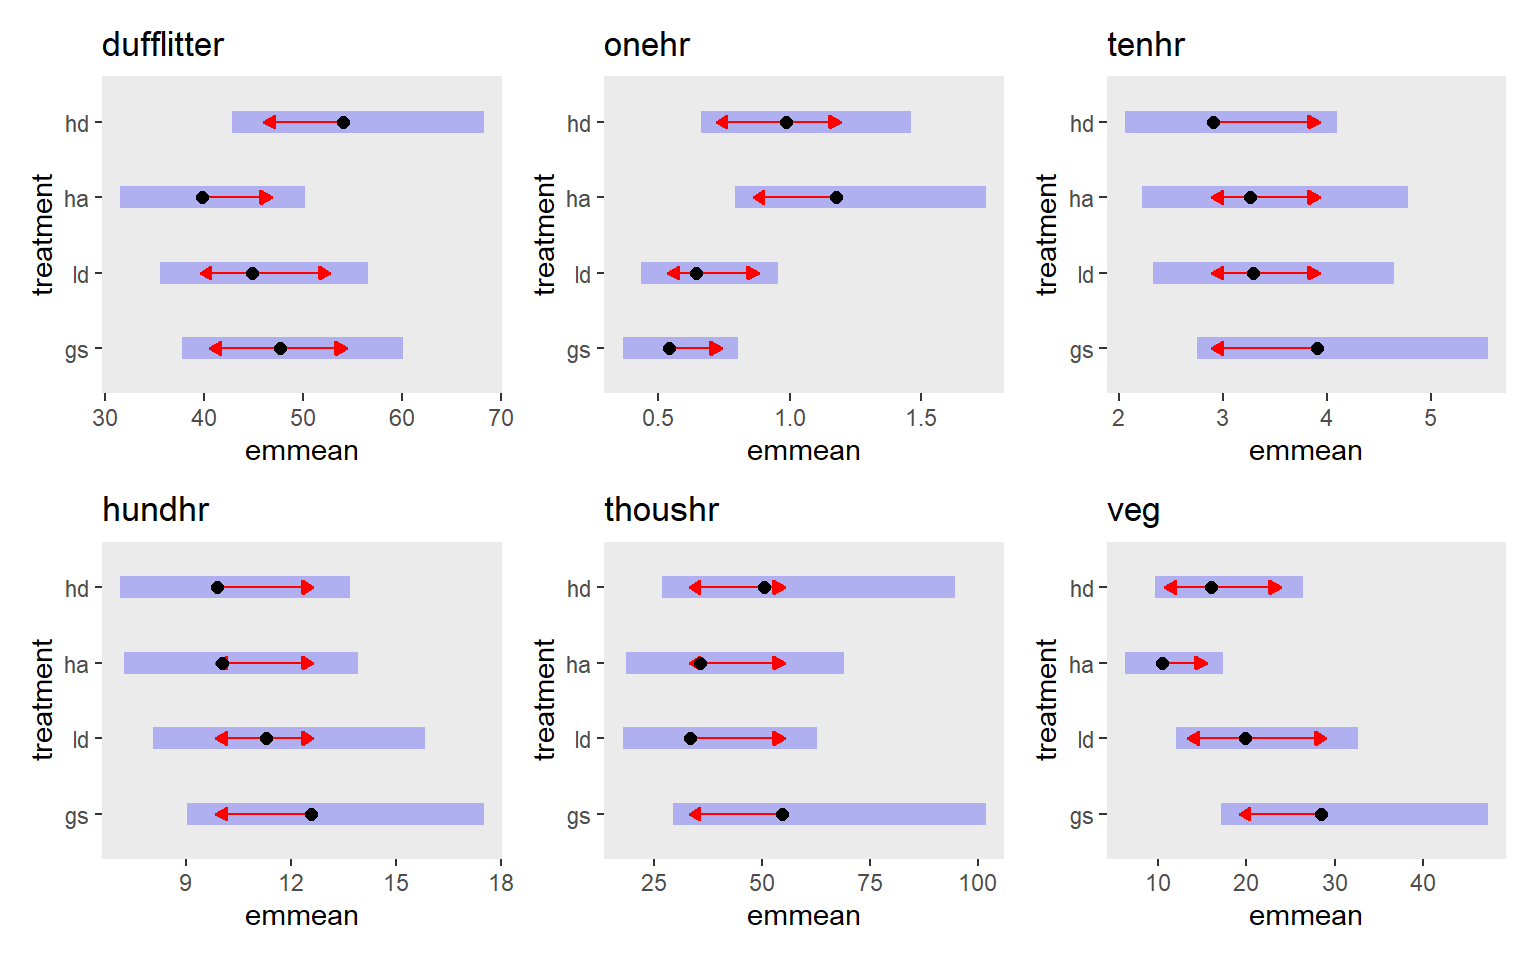 dufflitter
onehr
tenhr
treatment
hd
ha
ld
gs
30 40 50 60 70
emmean
treatment
hd
ha
ld
gs
0.5 1.0 1.5
emmean
treatment
hd
ha
ld
gs
2 3 4 5
emmean
hundhr
thoushr
veg
treatment
hd
ha
ld
gs
9 12 15 18
emmean
treatment
hd
ha
ld
gs
25 50 75 100
emmean
treatment
hd
ha
ld
gs
10 20 30 40
emmean